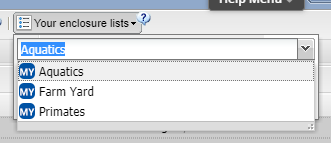 Help Menu
Your enclosure lists
Aquatics
MY Aquatics
MY Farm Yard
MY Primates